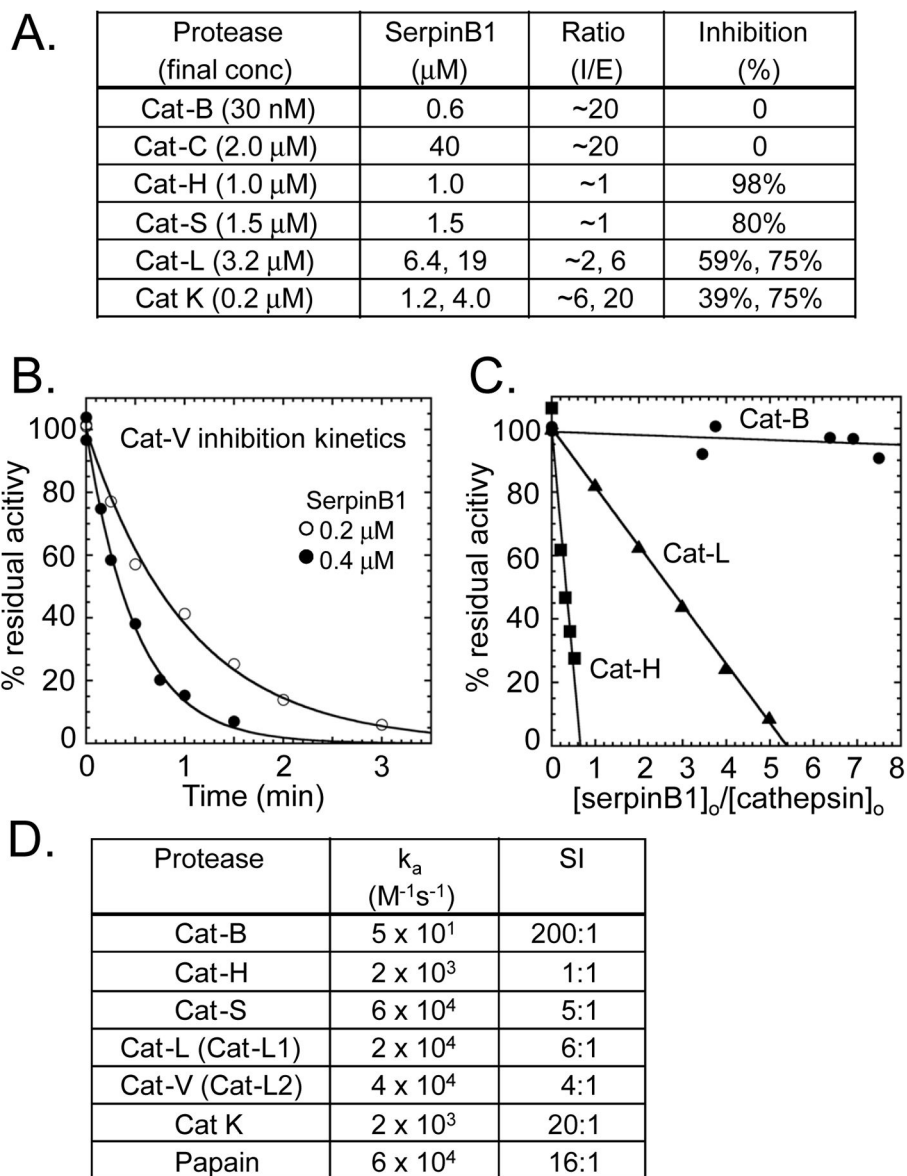 A.
Protease SerpinB1 Ratio Inhibition
(final conc) (μM) (I/E) (%)
Cat-B (30 nM) 0.6 ~20 0
Cat-C (2.0 μM) 40 ~20 0
Cat-H (1.0 μM) 1.0 ~1 98%
Cat-S (1.5 μM) 1.5 ~1 80%
Cat-L (3.2 μM) 6.4, 19 ~2, 6 59%, 75%
Cat K (0.2 μM) 1.2, 4.0 ~6, 20 39%, 75%
B.
% residual acitivy
100
80
60
40
20
0
Cat-V inhibition kinetics
SerpinB1
○ 0.2 μM
● 0.4 μM
0 1 2 3
Time (min)
C.
% residual acitivy
100
80
60
40
20
0
Cat-B
Cat-L
Cat-H
0 1 2 3 4 5 6 7 8
[serpinB1]o/[cathepsin]o
D.
Protease ka SI
(M-1s-1)
Cat-B 5 x 10¹ 200:1
Cat-H 2 x 10³ 1:1
Cat-S 6 x 10⁴ 5:1
Cat-L (Cat-L1) 2 x 10⁴ 6:1
Cat-V (Cat-L2) 4 x 10⁴ 4:1
Cat K 2 x 10³ 20:1
Papain 6 x 10⁴ 16:1